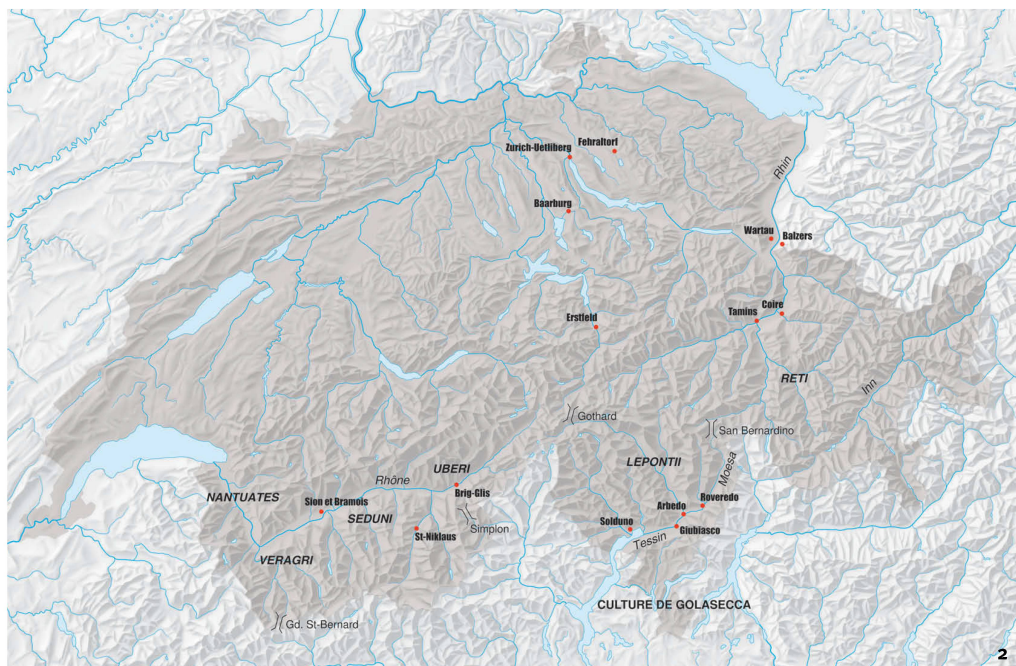 Fehraltorf
Zurich-Uetliberg
Rhin
Baarburg
Wartau
Balzers
Coire
Tamins
Erstfeld
RETI
Inn
Gothard
San Bernardino
LEPONTII
Moesa
UBERI
Rhône
NANTUATES
Brig-Glis
Sion et Bramois
SEDUNI
Roveredo
Arbedo
Simplon
Solduno
Giubiasco
St-Niklaus
Tessin
VERAGRI
CULTURE DE GOLASECCA
Gd. St-Bernard
2